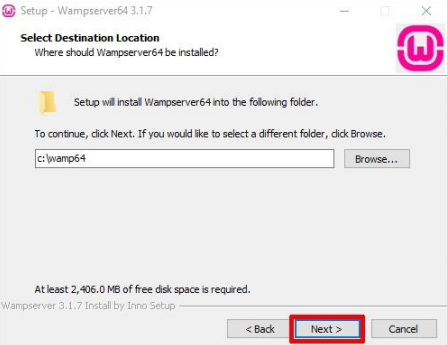 Setup - Wampserver64 3.1.7
Select Destination Location
Where should Wampserver64 be installed?
Setup will install Wampserver64 into the following folder.
To continue, click Next. If you would like to select a different folder, click Browse.
c:\wamp64
Browse...
At least 2,406.0 MB of free disk space is required.
Wampserver 3.1.7 Install by Inno Setup
< Back
Next >
Cancel